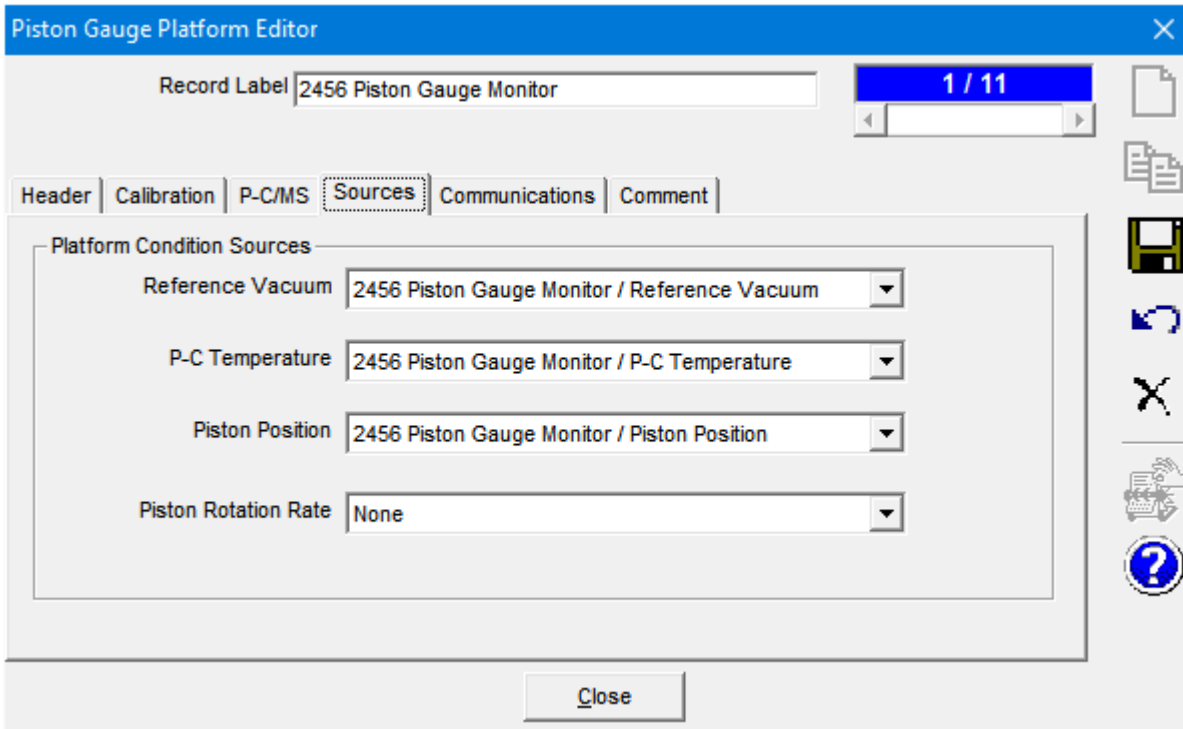 Piston Gauge Platform Editor
Record Label 2456 Piston Gauge Monitor 1 / 11
Header Calibration P-C/MS Sources Communications Comment
Platform Condition Sources
Reference Vacuum 2456 Piston Gauge Monitor / Reference Vacuum
P-C Temperature 2456 Piston Gauge Monitor / P-C Temperature
Piston Position 2456 Piston Gauge Monitor / Piston Position
Piston Rotation Rate None
Close